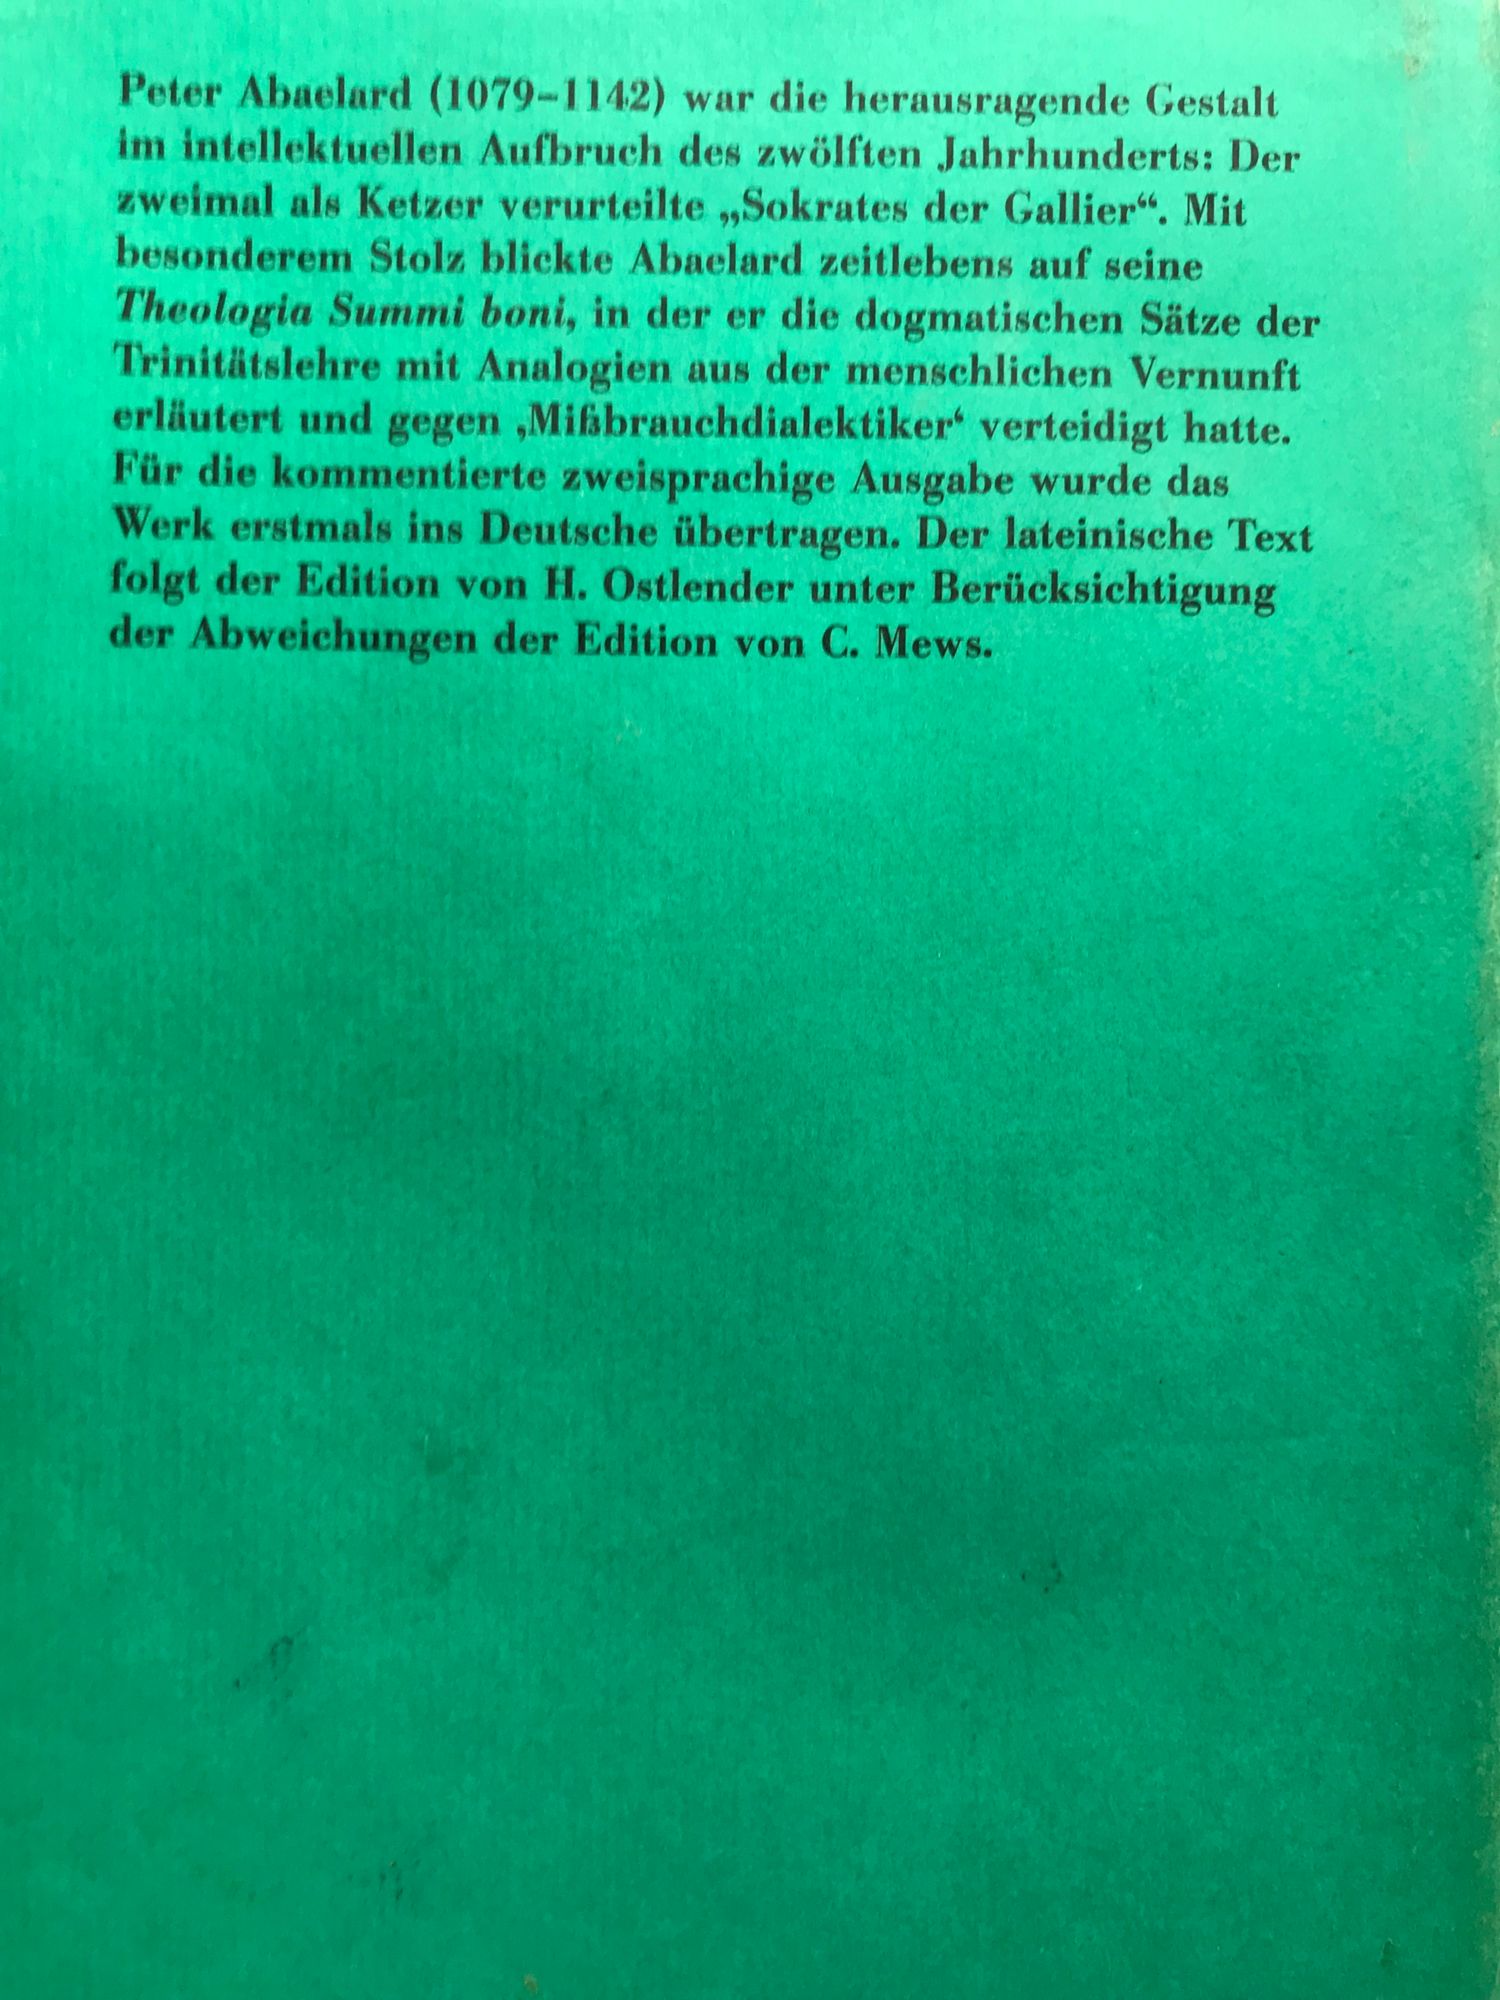 Peter Abaelard (1079–1142) war die herausragende Gestalt
im intellektuellen Aufbruch des zwölften Jahrhunderts: Der
zweimal als Ketzer verurteilte „Sokrates der Gallier“. Mit
besonderem Stolz blickte Abaelard zeitlebens auf seine
Theologia Summi boni, in der er die dogmatischen Sätze der
Trinitätslehre mit Analogien aus der menschlichen Vernunft
erläutert und gegen ‚Mißbrauchdialektiker‘ verteidigt hatte.
Für die kommentierte zweisprachige Ausgabe wurde das
Werk erstmals ins Deutsche übertragen. Der lateinische Text
folgt der Edition von H. Ostlender unter Berücksichtigung
der Abweichungen der Edition von C. Mews.